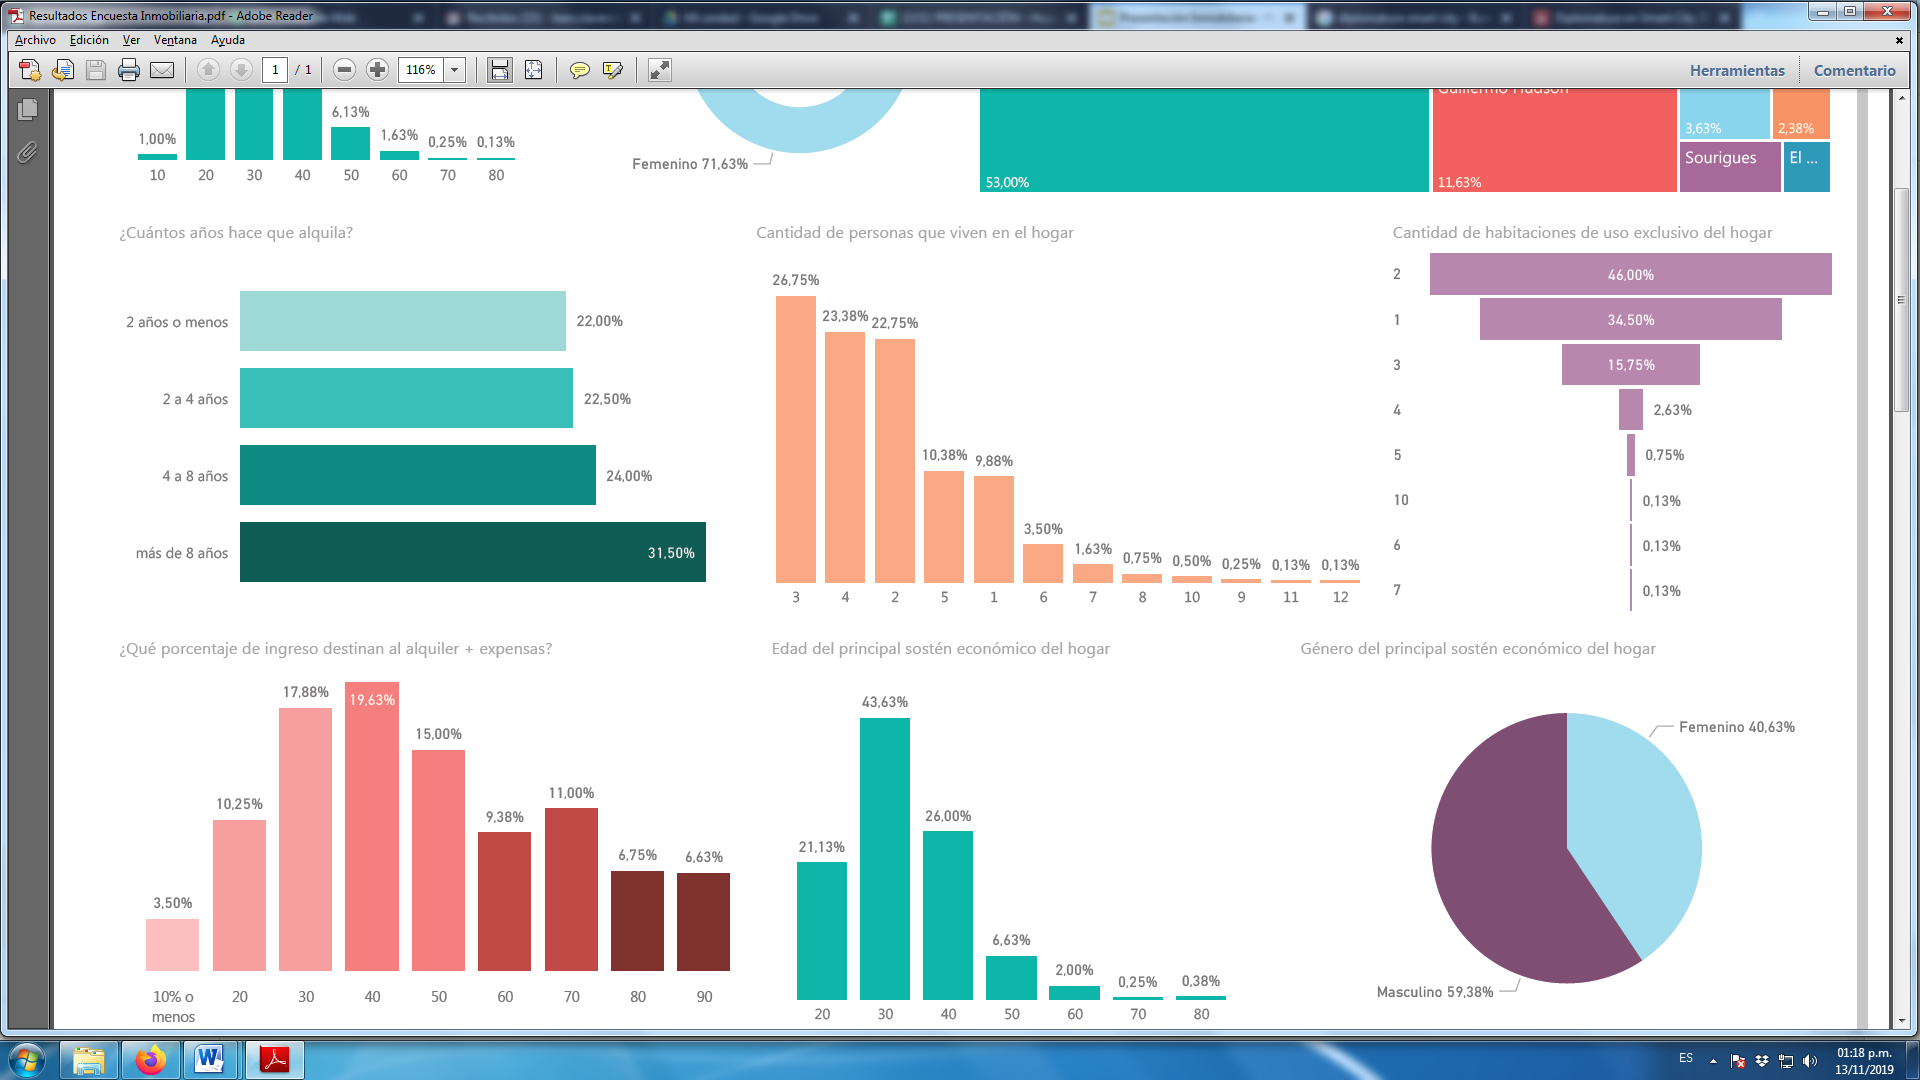 Resultados Encuesta Inmobiliaria.pdf - Adobe Reader
Archivo Edición Ver Ventana Ayuda
1 / 1 116% Herramientas Comentario
1,00% 6,13% 1,63% 0,25% 0,13%
10 20 30 40 50 60 70 80
Femenino 71,63%
Guillermo Hudson
53,00% 11,63%
3,63% 2,38%
Sourigues El ...
¿Cuántos años hace que alquila?
2 años o menos 22,00%
2 a 4 años 22,50%
4 a 8 años 24,00%
más de 8 años 31,50%
Cantidad de personas que viven en el hogar
26,75% 23,38% 22,75% 10,38% 9,88% 3,50% 1,63% 0,75% 0,50% 0,25% 0,13% 0,13%
3 4 2 5 1 6 7 8 10 9 11 12
Cantidad de habitaciones de uso exclusivo del hogar
2 46,00%
1 34,50%
3 15,75%
4 2,63%
5 0,75%
10 0,13%
6 0,13%
7 0,13%
¿Qué porcentaje de ingreso destinan al alquiler + expensas?
3,50% 10,25% 17,88% 19,63% 15,00% 9,38% 11,00% 6,75% 6,63%
10% o menos 20 30 40 50 60 70 80 90
Edad del principal sostén económico del hogar
21,13% 43,63% 26,00% 6,63% 2,00% 0,25% 0,38%
20 30 40 50 60 70 80
Género del principal sostén económico del hogar
Femenino 40,63%
Masculino 59,38%
ES 01:18 p.m.
13/11/2019